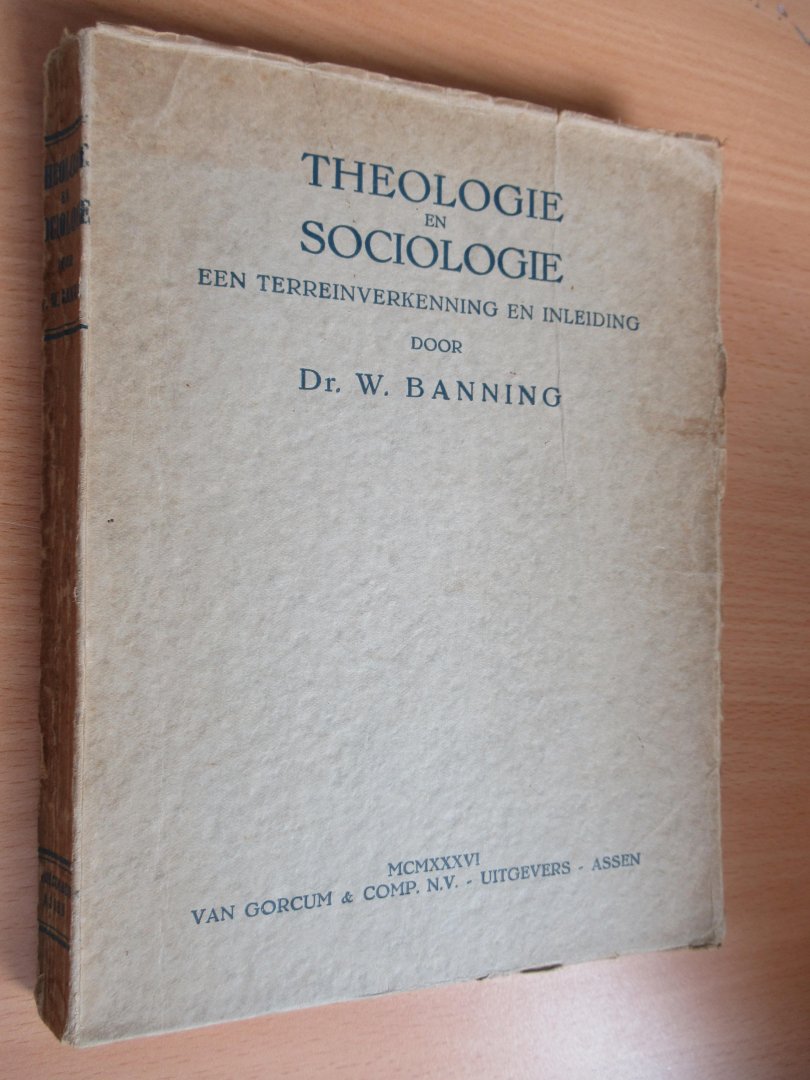 THEOLOGIE
EN
SOCIOLOGIE
EEN TERREINVERKENNING EN INLEIDING
DOOR
Dr. W. BANNING
MCMXXXVI
VAN GORCUM & COMP. N.V. - UITGEVERS - ASSEN